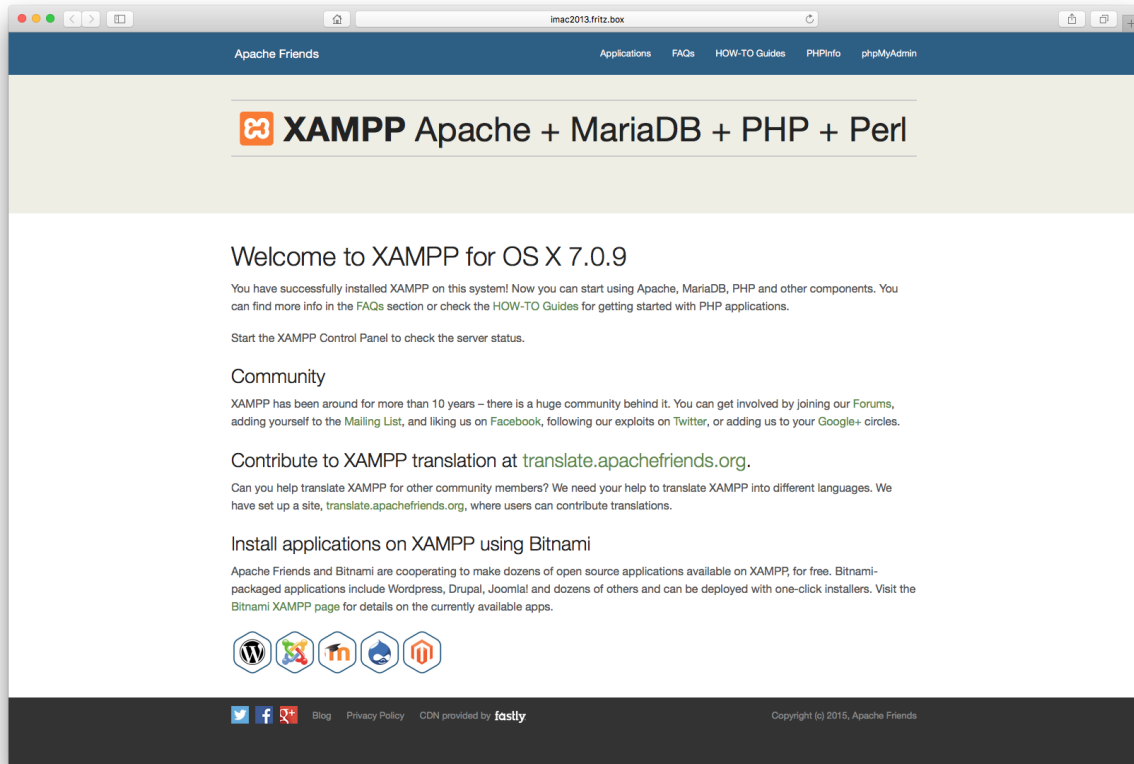 imac2013.fritz.box
Apache Friends
Applications FAQs HOW-TO Guides PHPInfo phpMyAdmin
XAMPP Apache + MariaDB + PHP + Perl
Welcome to XAMPP for OS X 7.0.9
You have successfully installed XAMPP on this system! Now you can start using Apache, MariaDB, PHP and other components. You
can find more info in the FAQs section or check the HOW-TO Guides for getting started with PHP applications.
Start the XAMPP Control Panel to check the server status.
Community
XAMPP has been around for more than 10 years – there is a huge community behind it. You can get involved by joining our Forums,
adding yourself to the Mailing List, and liking us on Facebook, following our exploits on Twitter, or adding us to your Google+ circles.
Contribute to XAMPP translation at translate.apachefriends.org.
Can you help translate XAMPP for other community members? We need your help to translate XAMPP into different languages. We
have set up a site, translate.apachefriends.org, where users can contribute translations.
Install applications on XAMPP using Bitnami
Apache Friends and Bitnami are cooperating to make dozens of open source applications available on XAMPP, for free. Bitnami-
packaged applications include Wordpress, Drupal, Joomla! and dozens of others and can be deployed with one-click installers. Visit the
Bitnami XAMPP page for details on the currently available apps.
Blog Privacy Policy CDN provided by fastly
Copyright (c) 2015, Apache Friends